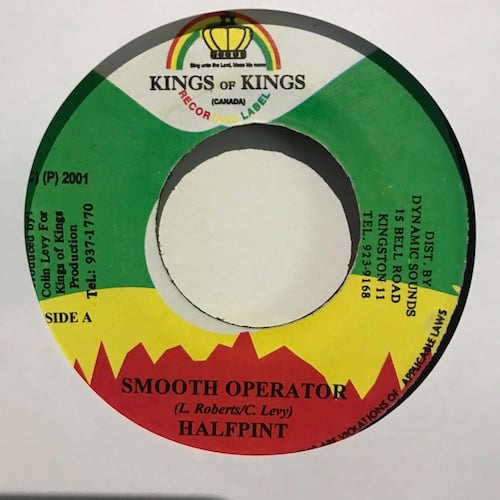 Sing unto the Lord, bless his name
KINGS OF KINGS
(CANADA)
RECORDING LABEL
(P) 2001
Produced by:
Colin Levy For
Kings of Kings
Production
Tel.: 937-1770
DIST. BY
DYNAMIC SOUNDS
15 BELL ROAD
KINGSTON 11
TEL. 923-9168
SIDE A
SMOOTH OPERATOR
(L. Roberts/C. Levy)
HALFPINT
ARE VIOLATIONS OF APPLICABLE LAWS